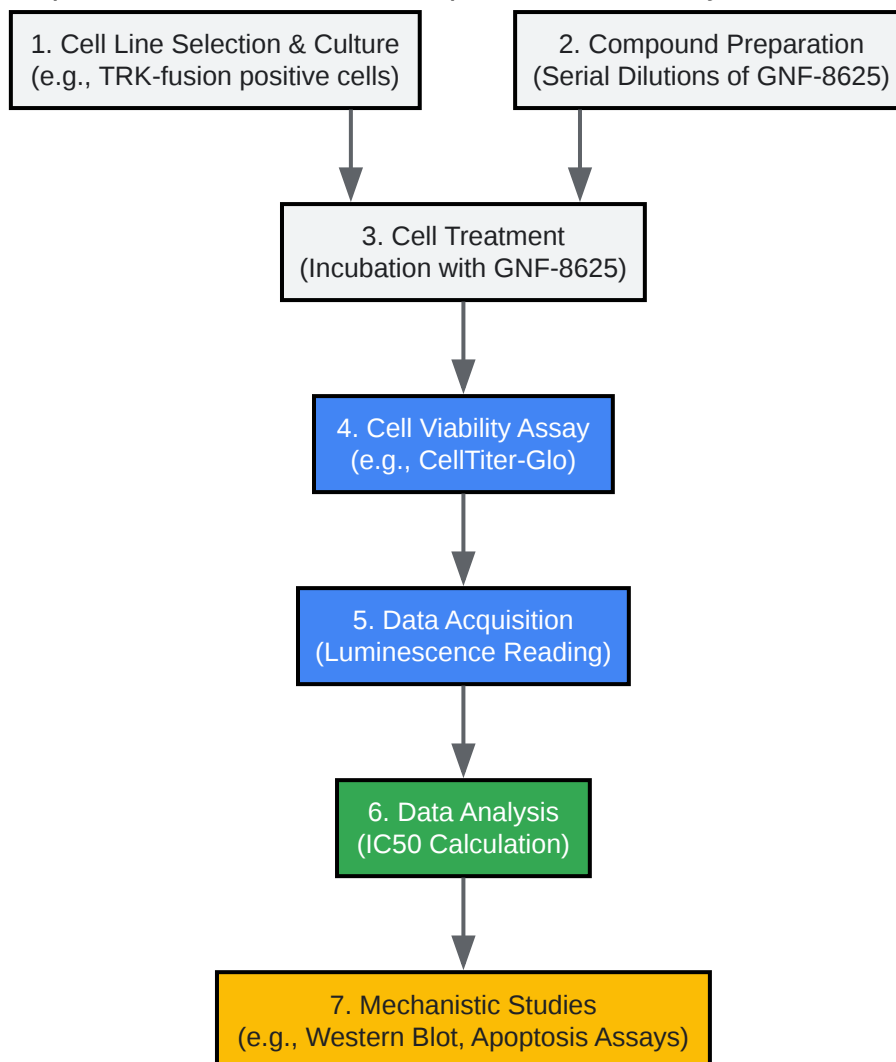 1. Cell Line Selection & Culture
(e.g., TRK-fusion positive cells)
2. Compound Preparation
(Serial Dilutions of GNF-8625)
3. Cell Treatment
(Incubation with GNF-8625)
4. Cell Viability Assay
(e.g., CellTiter-Glo)
5. Data Acquisition
(Luminescence Reading)
6. Data Analysis
(IC50 Calculation)
7. Mechanistic Studies
(e.g., Western Blot, Apoptosis Assays)